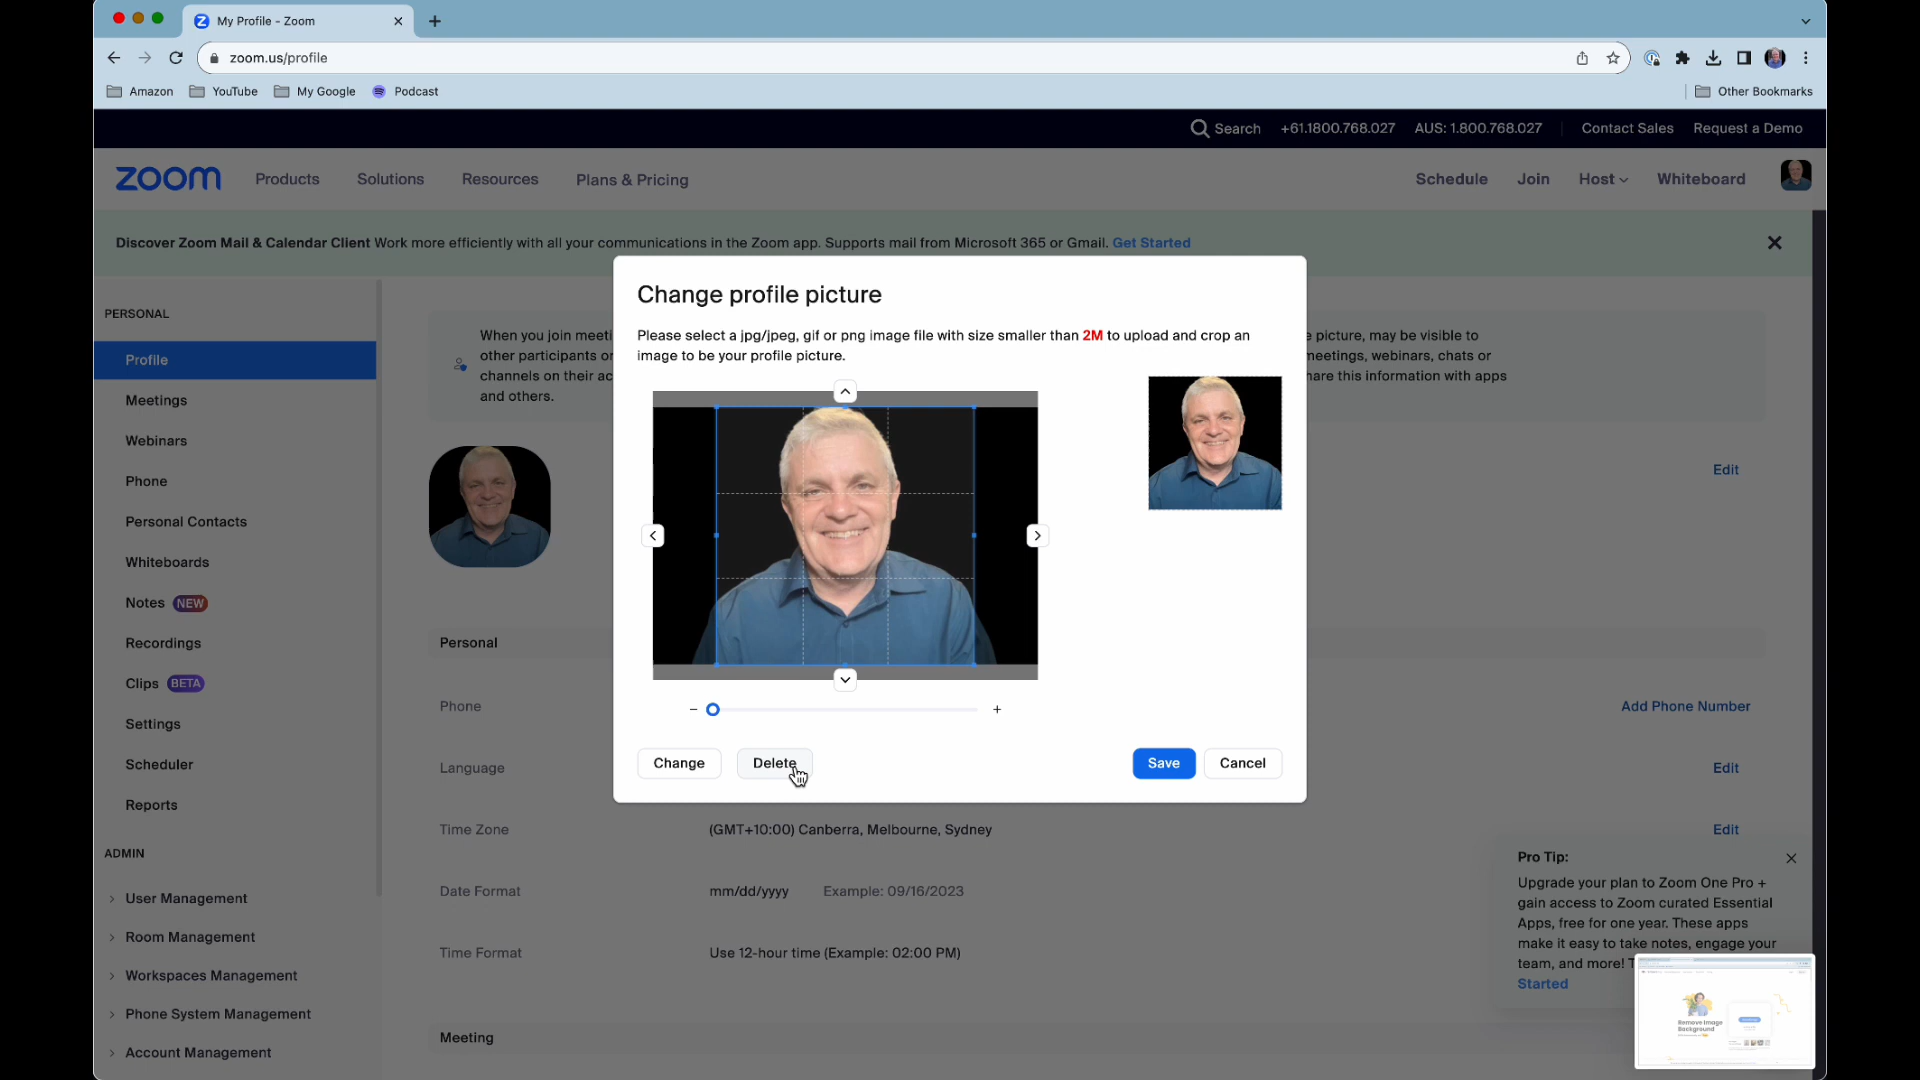 My Profile - Zoom
zoom.us/profile
Amazon
YouTube
My Google
Podcast
Other Bookmarks
Search
+61.1800.768.027
AUS: 1.800.768.027
Contact Sales
Request a Demo
zoom
Products
Solutions
Resources
Plans & Pricing
Schedule
Join
Host
Whiteboard
Discover Zoom Mail & Calendar Client Work more efficiently with all your communications in the Zoom app. Supports mail from Microsoft 365 or Gmail. Get Started
PERSONAL
Profile
Meetings
Webinars
Phone
Personal Contacts
Whiteboards
Notes NEW
Recordings
Clips BETA
Settings
Scheduler
Reports
ADMIN
User Management
Room Management
Workspaces Management
Phone System Management
Account Management
When you join meeti
other participants or
channels on their ac
and others.
e picture, may be visible to
meetings, webinars, chats or
hare this information with apps
Edit
Change profile picture
Please select a jpg/jpeg, gif or png image file with size smaller than 2M to upload and crop an
image to be your profile picture.
− +
Change
Delete
Save
Cancel
Personal
Phone
Add Phone Number
Language
Edit
Time Zone
(GMT+10:00) Canberra, Melbourne, Sydney
Edit
Date Format
mm/dd/yyyy
Example: 09/16/2023
Time Format
Use 12-hour time (Example: 02:00 PM)
Meeting
Pro Tip:
Upgrade your plan to Zoom One Pro +
gain access to Zoom curated Essential
Apps, free for one year. These apps
make it easy to take notes, engage your
team, and more!
Started
Remove Image
Background